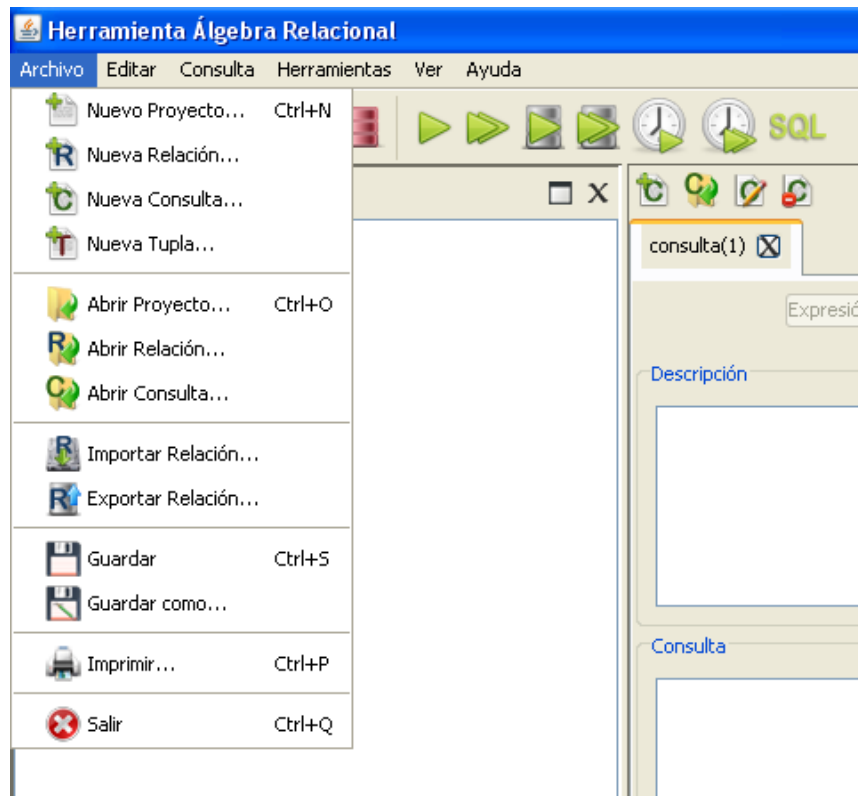 Herramienta Álgebra Relacional
Archivo Editar Consulta Herramientas Ver Ayuda
Nuevo Proyecto... Ctrl+N
Nueva Relación...
Nueva Consulta...
Nueva Tupla...
Abrir Proyecto... Ctrl+O
Abrir Relación...
Abrir Consulta...
Importar Relación...
Exportar Relación...
Guardar Ctrl+S
Guardar como...
Imprimir... Ctrl+P
Salir Ctrl+Q
SQL
consulta(1)
Expresió
Descripción
Consulta